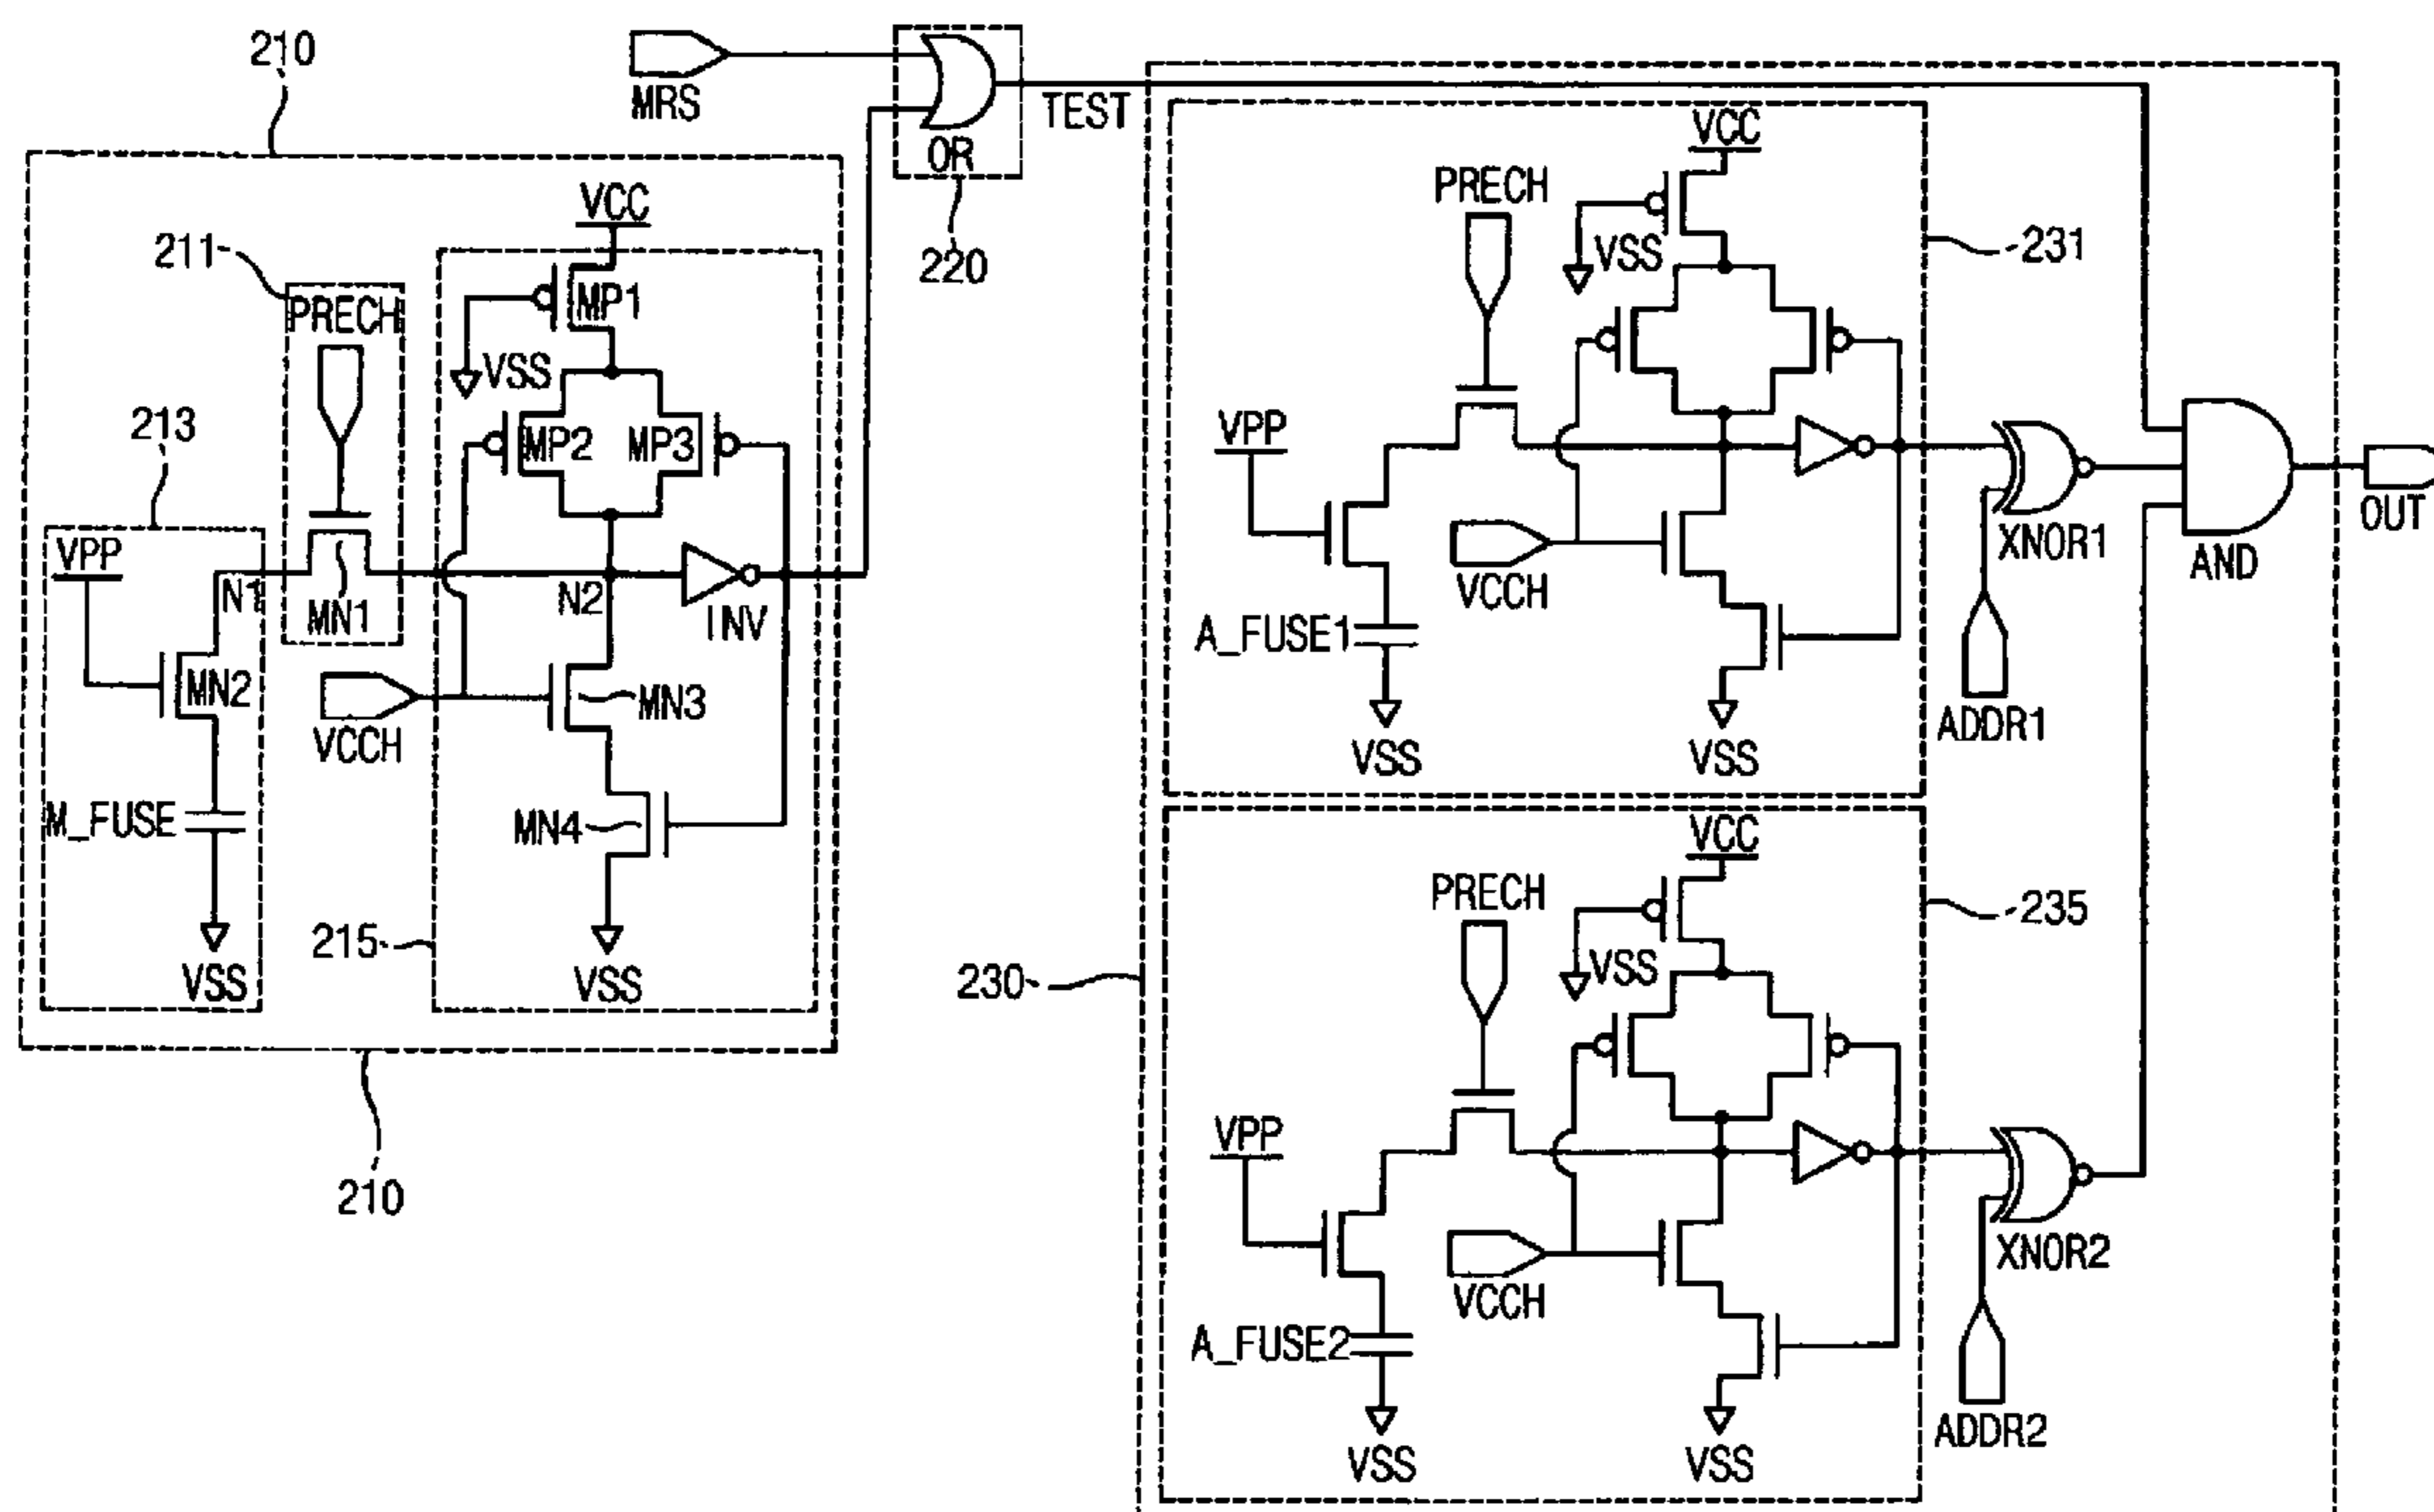 210
MRS
OR
TEST
220
211
PRECH
VCC
MP1
VSS
MP2
MP3
213
VPP
N1
MN1
N2
INV
MN2
VCCH
MN3
M_FUSE
MN4
VSS
215
VSS
210
230
VCC
PRECH
VSS
231
VPP
A_FUSE1
VCCH
VSS
VSS
XNOR1
ADDR1
AND
OUT
VCC
PRECH
VSS
235
VPP
VCCH
A_FUSE2
VSS
VSS
XNOR2
ADDR2